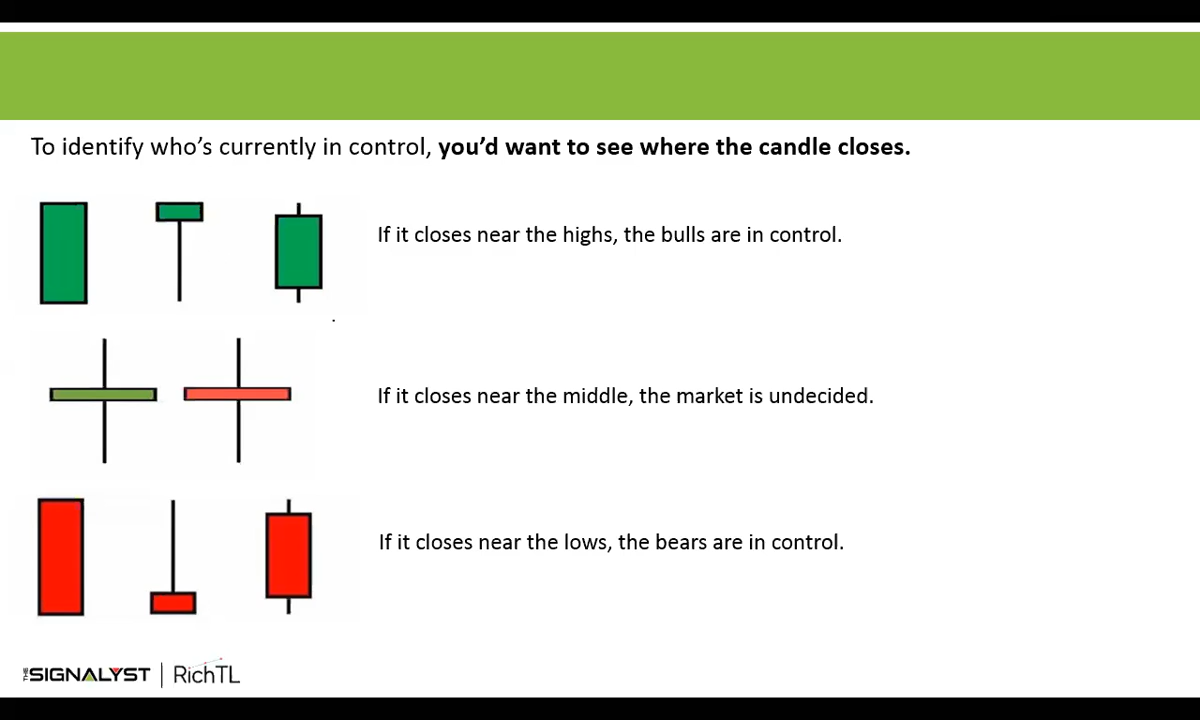 To identify who's currently in control, you'd want to see where the candle closes.
If it closes near the highs, the bulls are in control.
If it closes near the middle, the market is undecided.
If it closes near the lows, the bears are in control.
THE SIGNALYST | RichTL